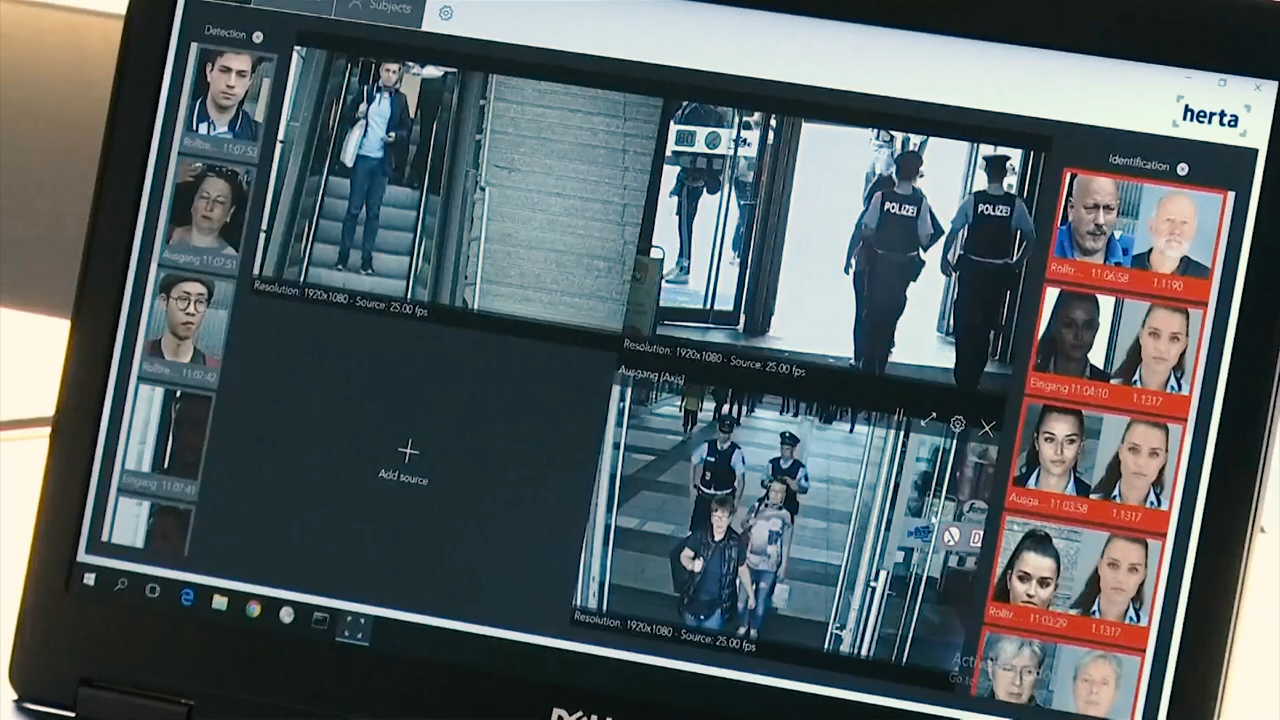 Subjects
Detection
herta
Identification
Rolltre... 11:07:53
Ausgang 11:07:51
Rolltre... 11:07:42
Eingang 11:07:41
POLIZEI
POLIZEI
Resolution: 1920x1080 - Source: 25.00 fps
Resolution: 1920x1080 - Source: 25.00 fps
Ausgang [Axis]
Add source
Resolution: 1920x1080 - Source: 25.00 fps
Rolltr... 11:06:58 1.1190
Eingang 11:04:10 1.1317
Ausga... 11:03:58 1.1317
Rolltr... 11:03:29 1.1317
Go to